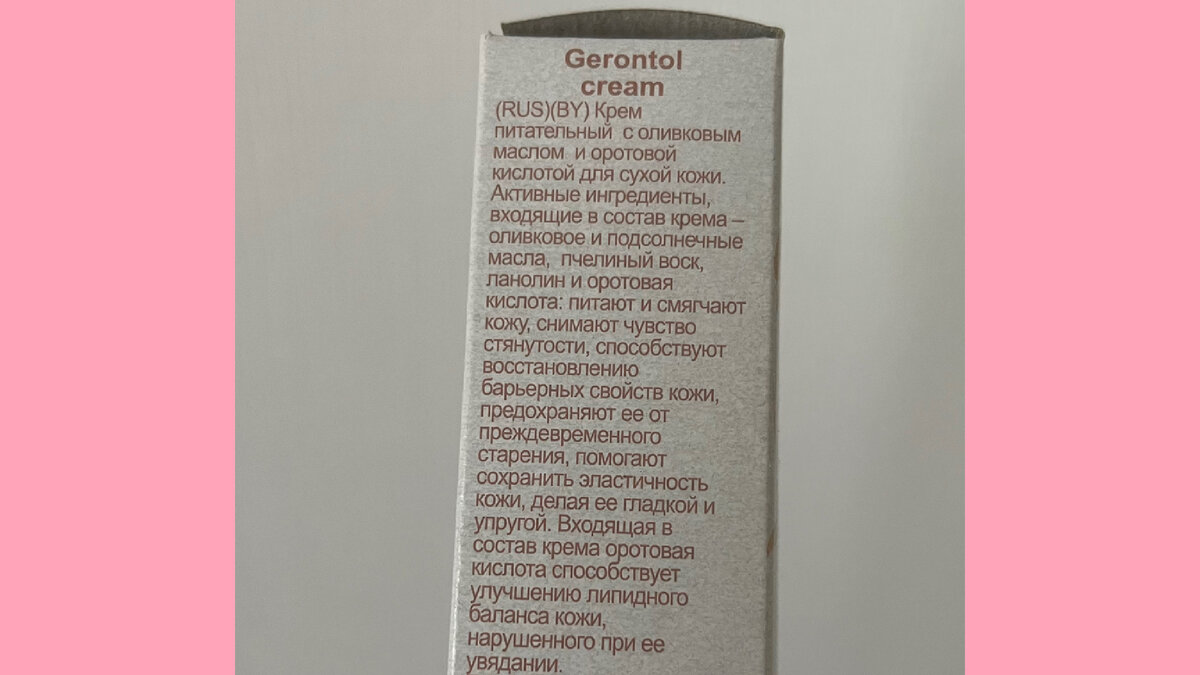 Gerontol
cream
(RUS)(BY) Крем
питательный с оливковым
маслом и оротовой
кислотой для сухой кожи.
Активные ингредиенты,
входящие в состав крема –
оливковое и подсолнечные
масла, пчелиный воск,
ланолин и оротовая
кислота: питают и смягчают
кожу, снимают чувство
стянутости, способствуют
восстановлению
барьерных свойств кожи,
предохраняют ее от
преждевременного
старения, помогают
сохранить эластичность
кожи, делая ее гладкой и
упругой. Входящая в
состав крема оротовая
кислота способствует
улучшению липидного
баланса кожи,
нарушенного при ее
увядании.